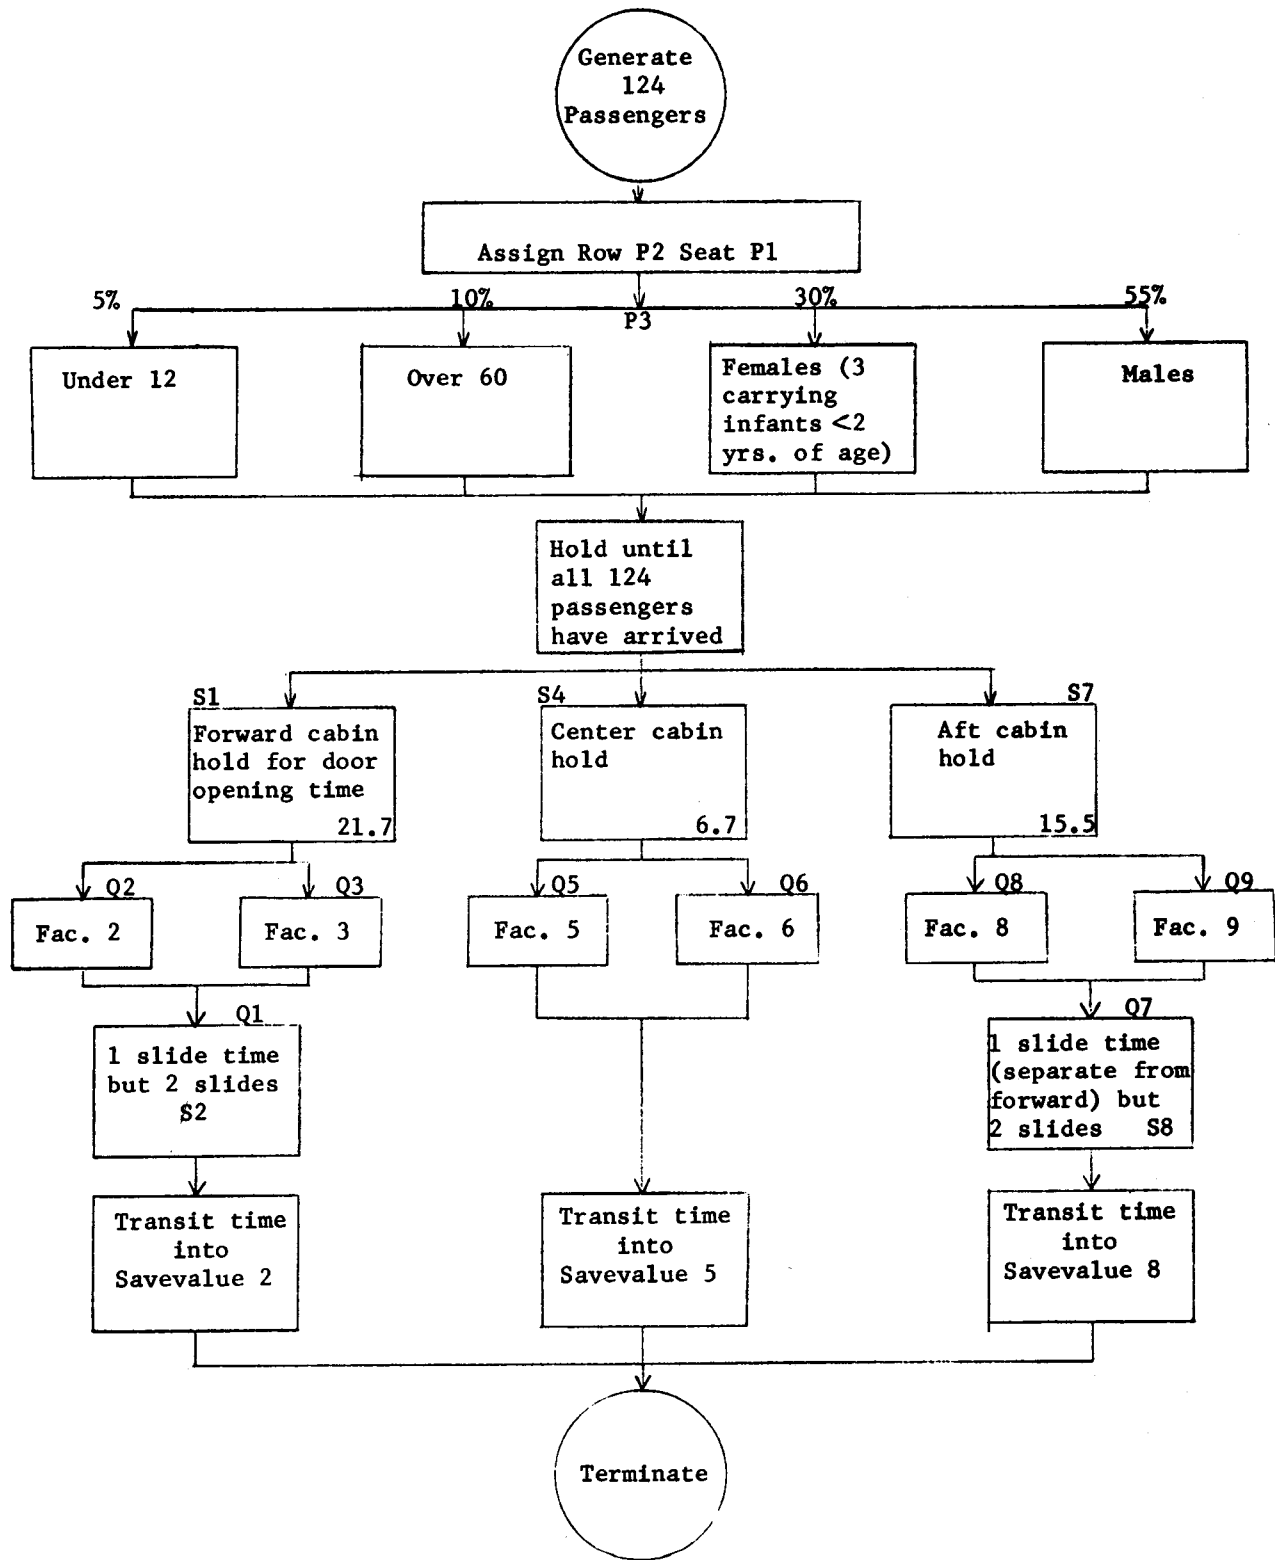 Generate
124
Passengers
Assign Row P2 Seat P1
5%
10%
30%
55%
P3
Under 12
Over 60
Females (3
carrying
infants <2
yrs. of age)
Males
Hold until
all 124
passengers
have arrived
S1
Forward cabin
hold for door
opening time
21.7
S4
Center cabin
hold
6.7
S7
Aft cabin
hold
15.5
Q2
Fac. 2
Q3
Fac. 3
Q5
Fac. 5
Q6
Fac. 6
Q8
Fac. 8
Q9
Fac. 9
Q1
1 slide time
but 2 slides
S2
Q7
1 slide time
(separate from
forward) but
2 slides S8
Transit time
into
Savevalue 2
Transit time
into
Savevalue 5
Transit time
into
Savevalue 8
Terminate